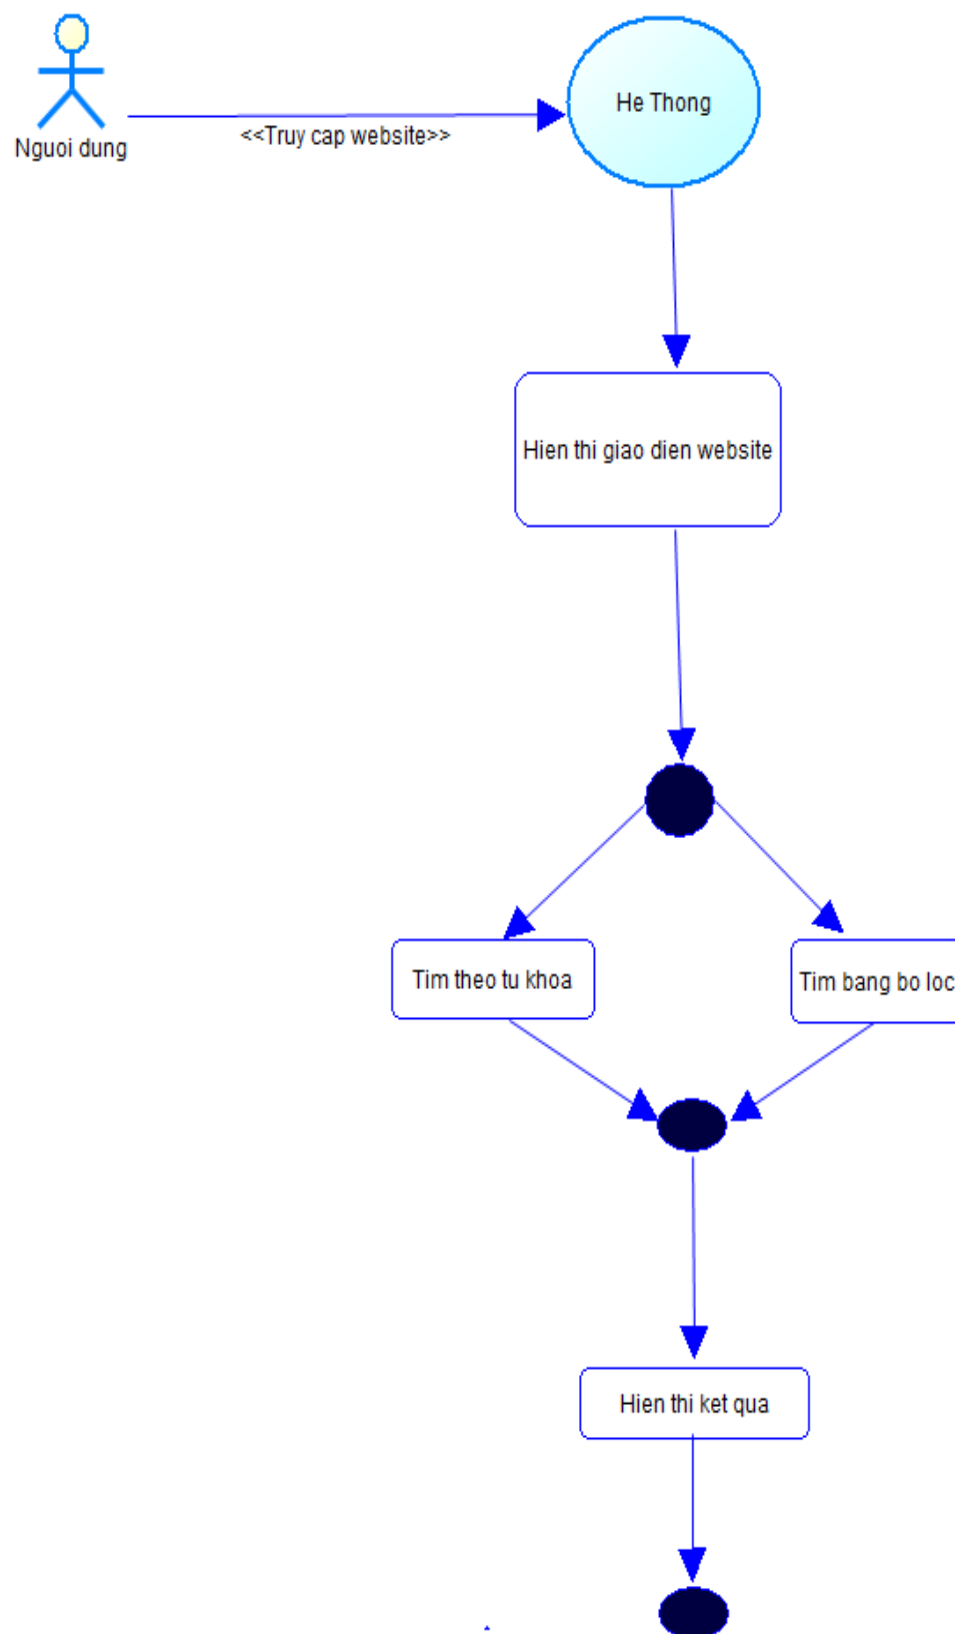 He Thong
<<Truy cap website>>
Nguoi dung
Hien thi giao dien website
Tim theo tu khoa
Tim bang bo loc
Hien thi ket qua